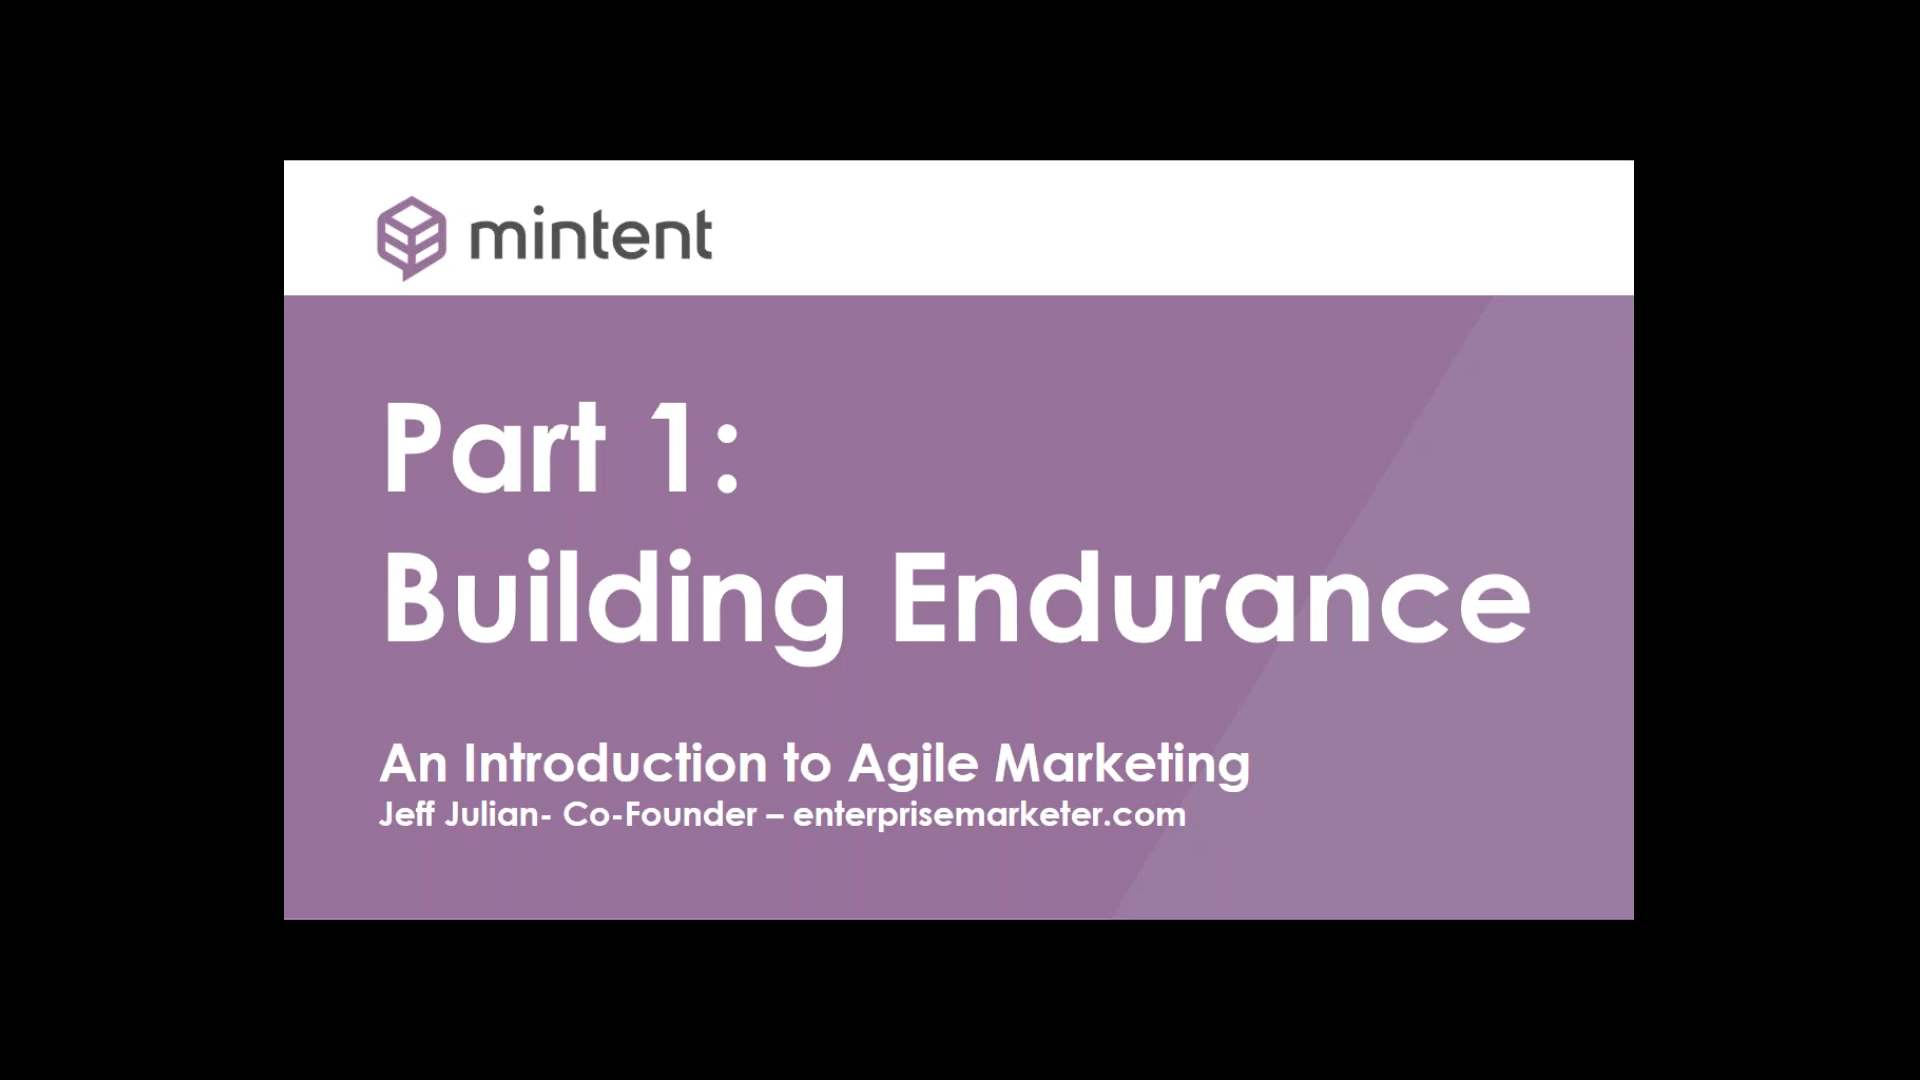 mintent
Part 1:
Building Endurance
An Introduction to Agile Marketing
Jeff Julian- Co-Founder – enterprisemarketer.com